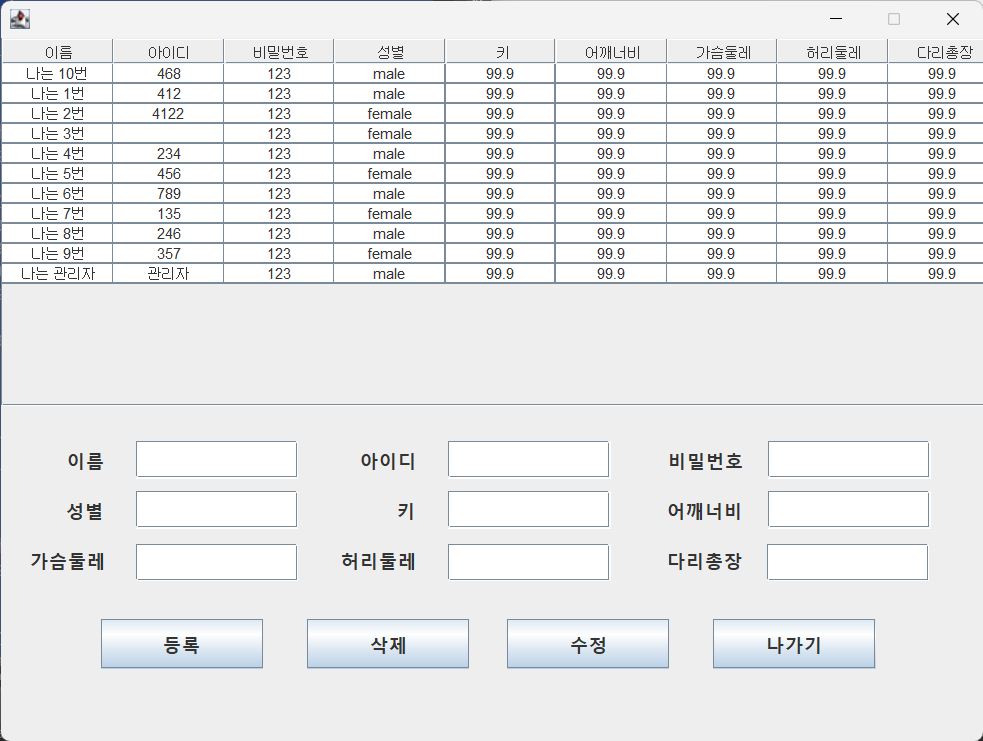 이름 아이디 비밀번호 성별 키 어깨너비 가슴둘레 허리둘레 다리총장
나는 10번 468 123 male 99.9 99.9 99.9 99.9 99.9
나는 1번 412 123 male 99.9 99.9 99.9 99.9 99.9
나는 2번 4122 123 female 99.9 99.9 99.9 99.9 99.9
나는 3번 123 female 99.9 99.9 99.9 99.9 99.9
나는 4번 234 123 male 99.9 99.9 99.9 99.9 99.9
나는 5번 456 123 female 99.9 99.9 99.9 99.9 99.9
나는 6번 789 123 male 99.9 99.9 99.9 99.9 99.9
나는 7번 135 123 female 99.9 99.9 99.9 99.9 99.9
나는 8번 246 123 male 99.9 99.9 99.9 99.9 99.9
나는 9번 357 123 female 99.9 99.9 99.9 99.9 99.9
나는 관리자 관리자 123 male 99.9 99.9 99.9 99.9 99.9
이름 아이디 비밀번호
성별 키 어깨너비
가슴둘레 허리둘레 다리총장
등록 삭제 수정 나가기